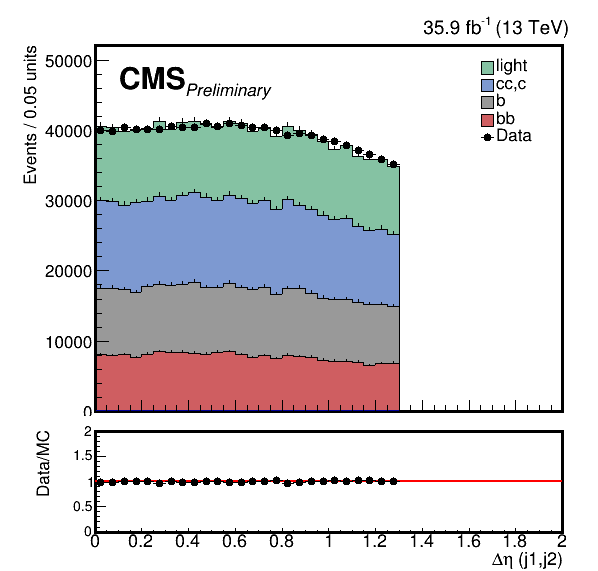 35.9 fb⁻¹ (13 TeV)
Events / 0.05 units
50000
40000
30000
20000
10000
0
CMS Preliminary
light
cc,c
b
bb
Data
Data/MC
2
1.5
1
0.5
0
0 0.2 0.4 0.6 0.8 1 1.2 1.4 1.6 1.8 2
Δη (j1,j2)